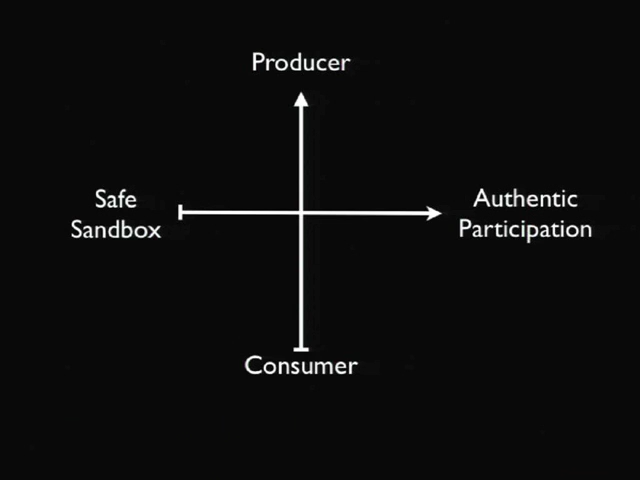 Producer
Safe
Sandbox
Authentic
Participation
Consumer